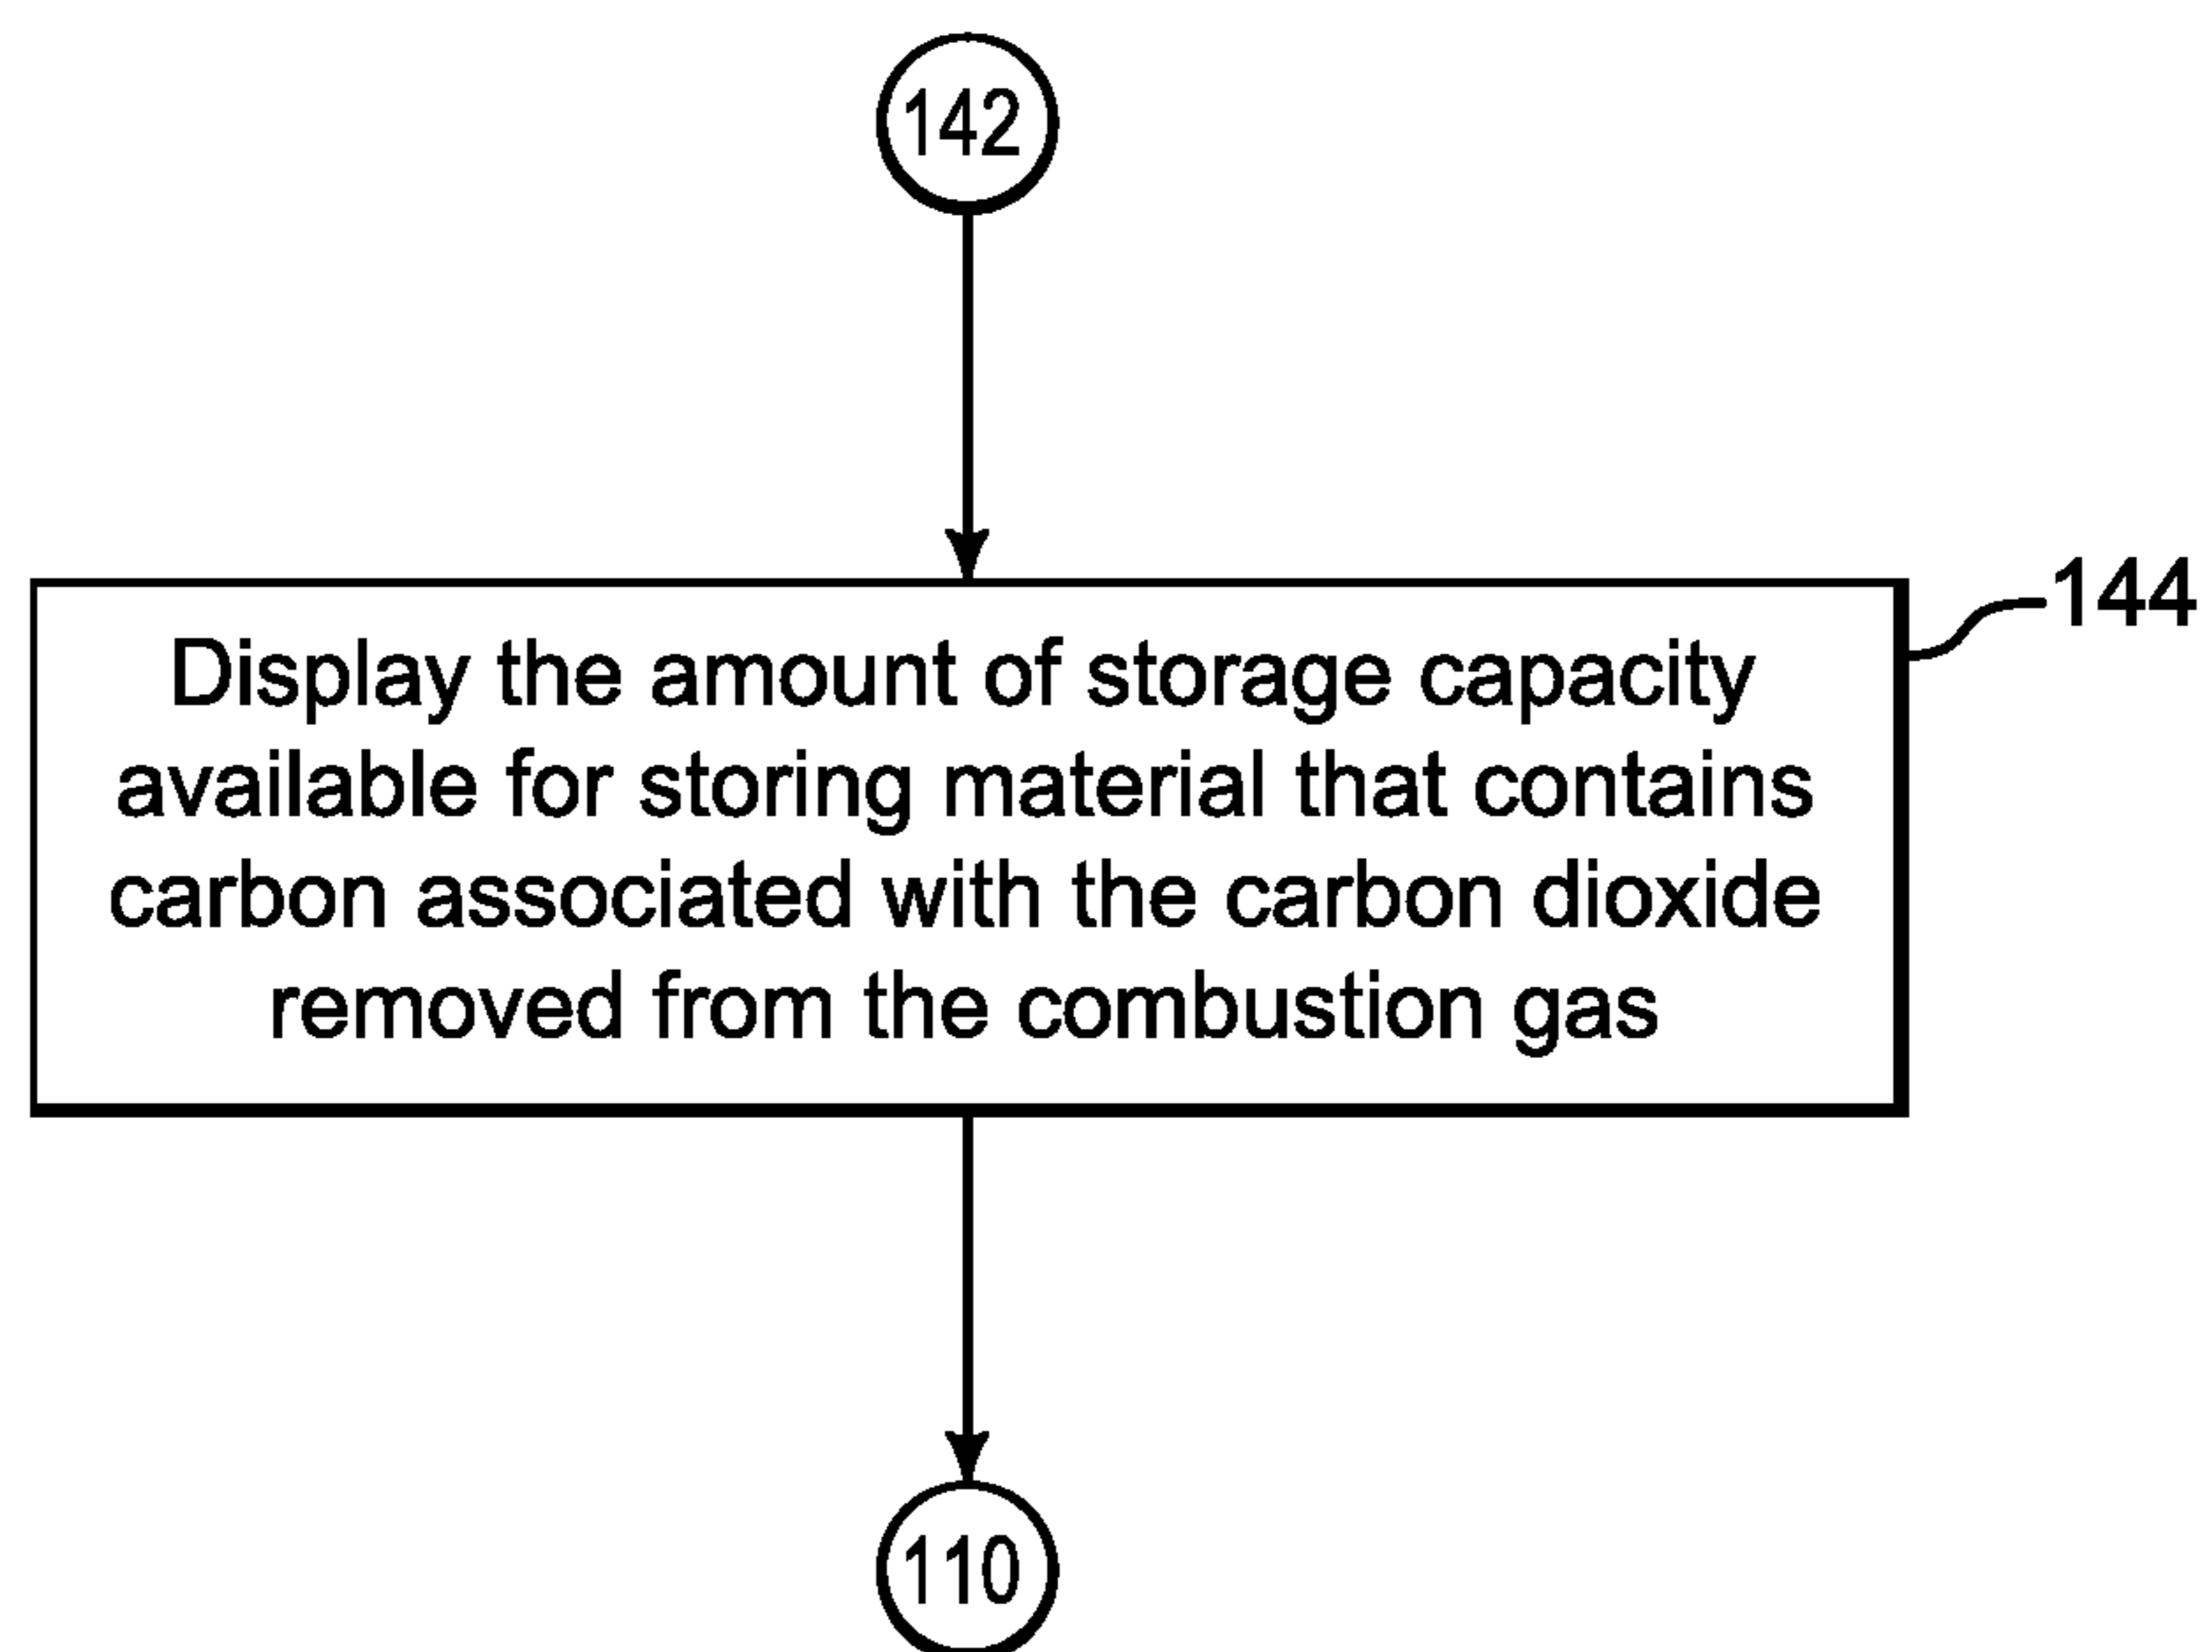 142
144
Display the amount of storage capacity
available for storing material that contains
carbon associated with the carbon dioxide
removed from the combustion gas
110